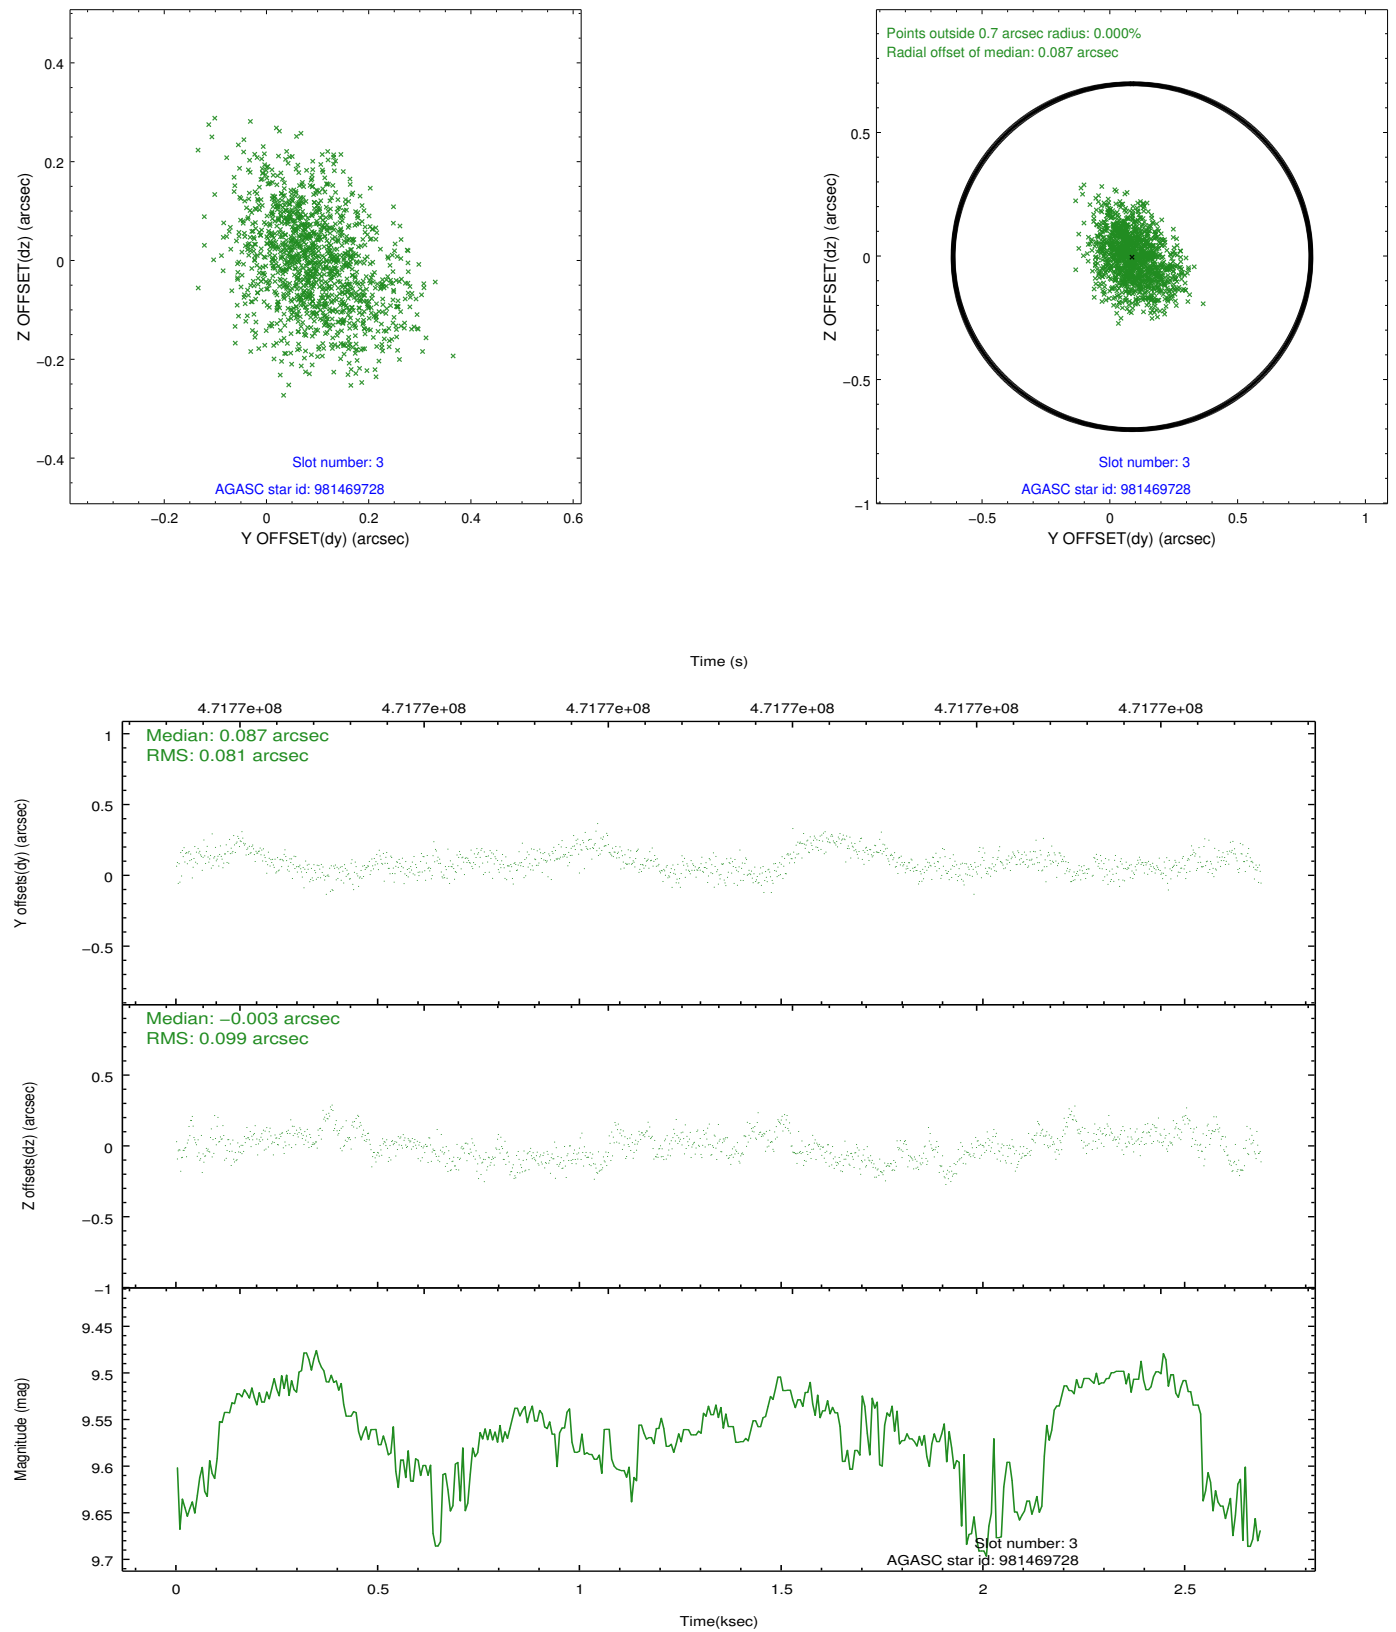 0.4
0.2
0
−0.2
−0.4
Z OFFSET(dz) (arcsec)
Slot number: 3
AGASC star id: 981469728
−0.2
0
0.2
0.4
0.6
Y OFFSET(dy) (arcsec)
Points outside 0.7 arcsec radius: 0.000%
Radial offset of median: 0.087 arcsec
0.5
0
−0.5
−1
Z OFFSET(dz) (arcsec)
Slot number: 3
AGASC star id: 981469728
−0.5
0
0.5
1
Y OFFSET(dy) (arcsec)
Time (s)
4.7177e+08
4.7177e+08
4.7177e+08
4.7177e+08
4.7177e+08
4.7177e+08
Median: 0.087 arcsec
RMS: 0.081 arcsec
1
0.5
0
−0.5
Y offsets(dy) (arcsec)
Median: −0.003 arcsec
RMS: 0.099 arcsec
0.5
0
−0.5
−1
Z offsets(dz) (arcsec)
9.45
9.5
9.55
9.6
9.65
9.7
Magnitude (mag)
Slot number: 3
AGASC star id: 981469728
0
0.5
1
1.5
2
2.5
Time(ksec)